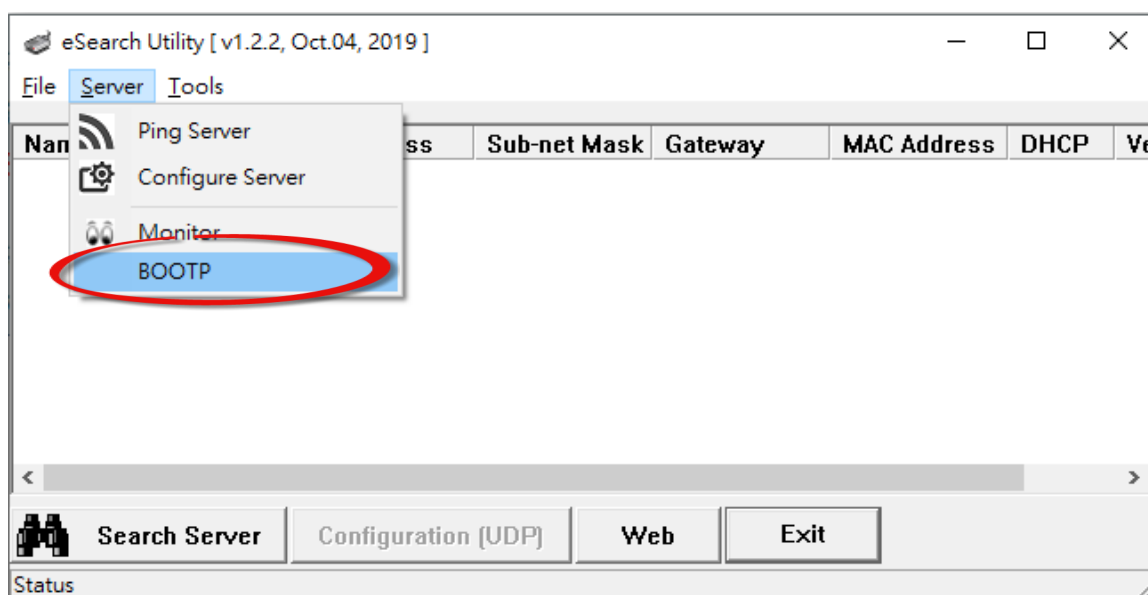 eSearch Utility [ v1.2.2, Oct.04, 2019 ]
File Server Tools
Ping Server
Configure Server
Monitor
BOOTP
Sub-net Mask Gateway MAC Address DHCP
Search Server Configuration (UDP) Web Exit
Status